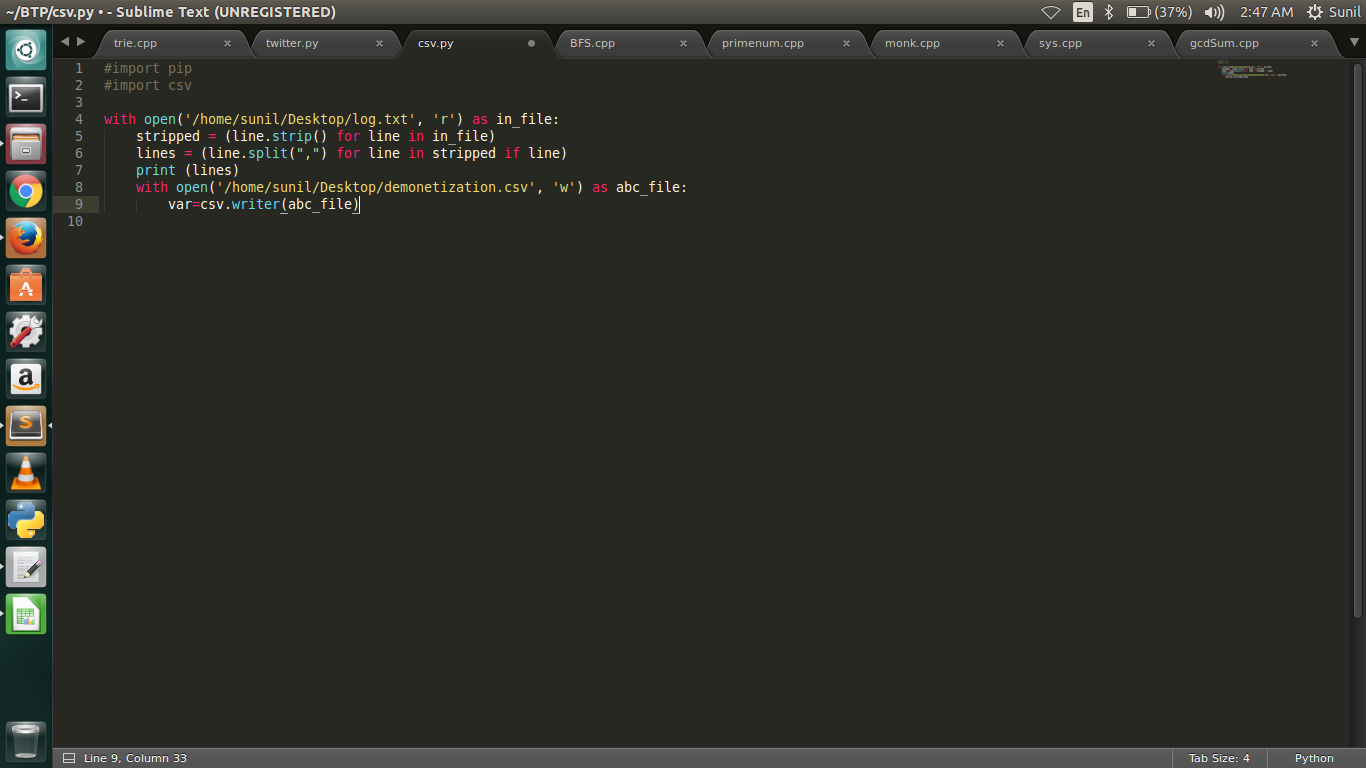 ~/BTP/csv.py • - Sublime Text (UNREGISTERED)
En
(37%)
2:47 AM
Sunil
trie.cpp
twitter.py
csv.py
BFS.cpp
primenum.cpp
monk.cpp
sys.cpp
gcdSum.cpp
1 #import pip
2 #import csv
3
4 with open('/home/sunil/Desktop/log.txt', 'r') as in_file:
5 stripped = (line.strip() for line in in_file)
6 lines = (line.split(",") for line in stripped if line)
7 print (lines)
8 with open('/home/sunil/Desktop/demonetization.csv', 'w') as abc_file:
9 var=csv.writer(abc_file)
10
Line 9, Column 33
Tab Size: 4
Python